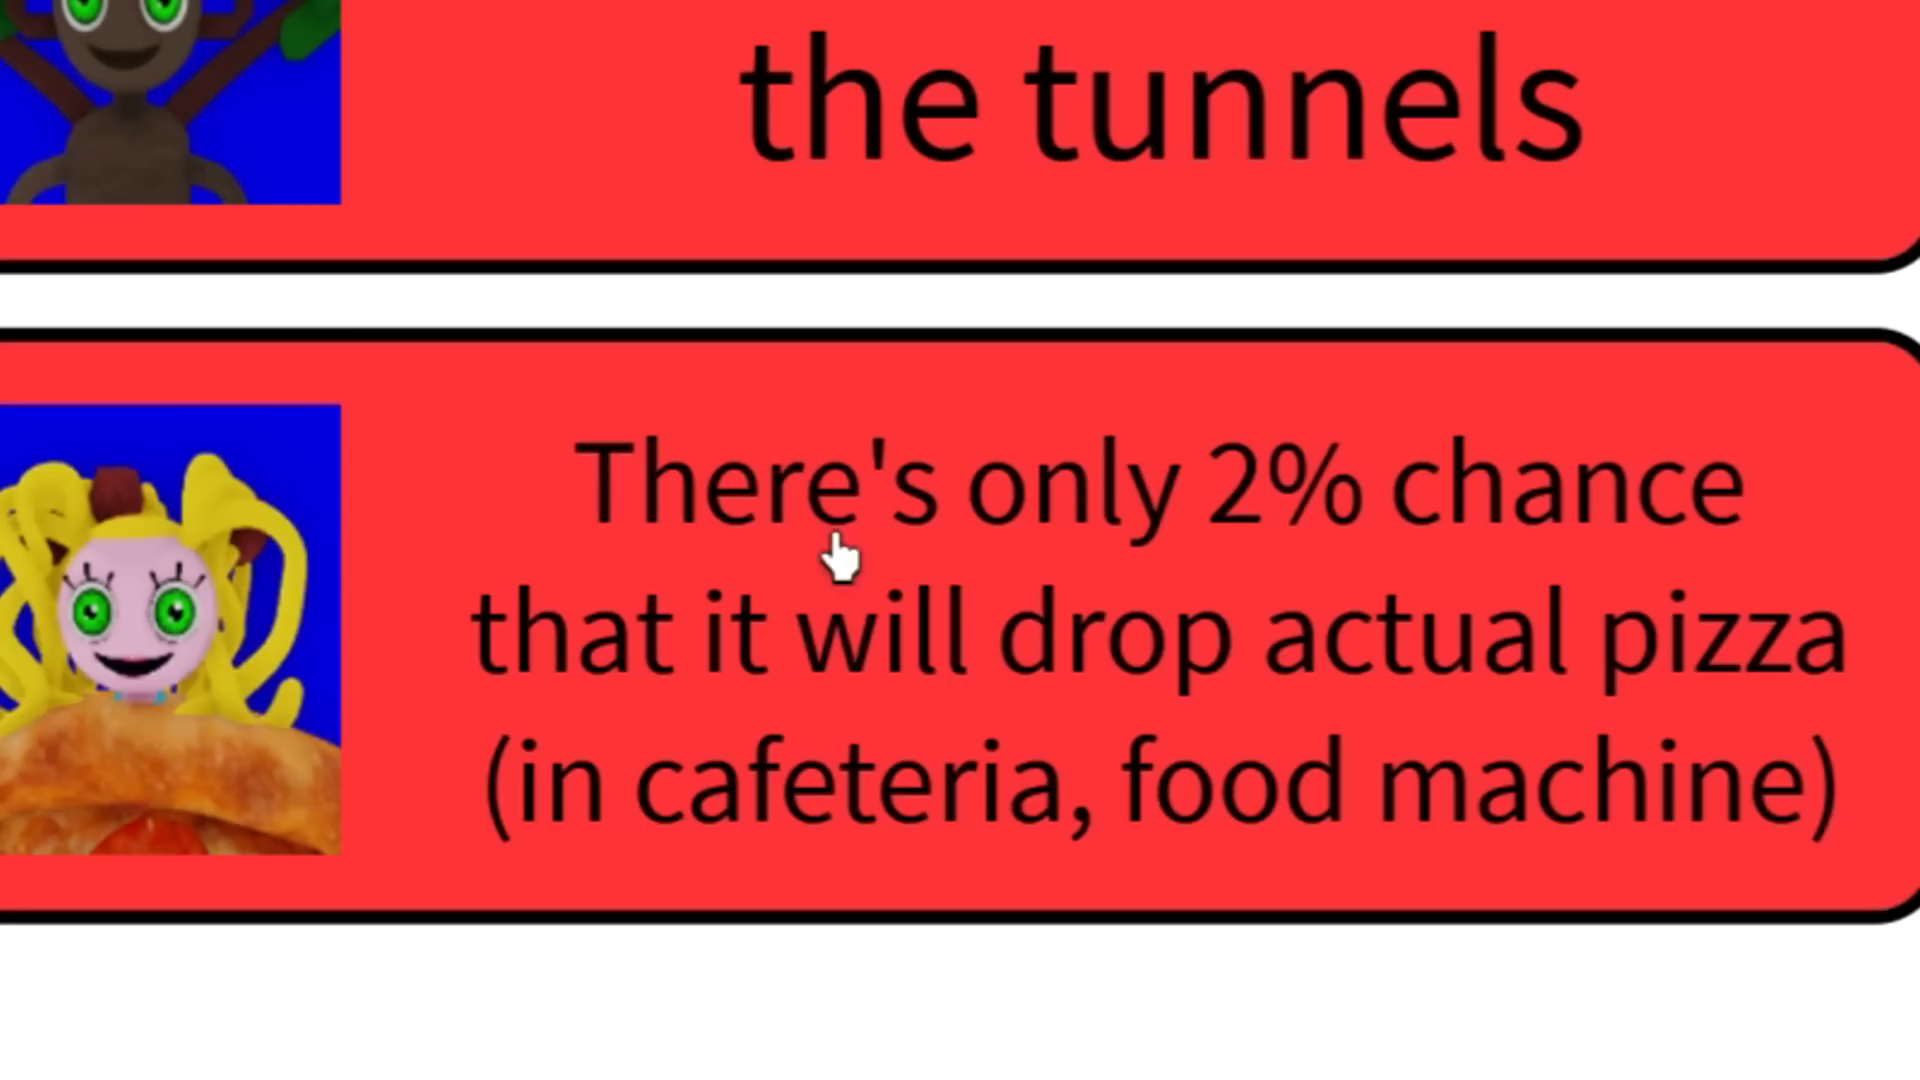 the tunnels
There's only 2% chance
that it will drop actual pizza
(in cafeteria, food machine)